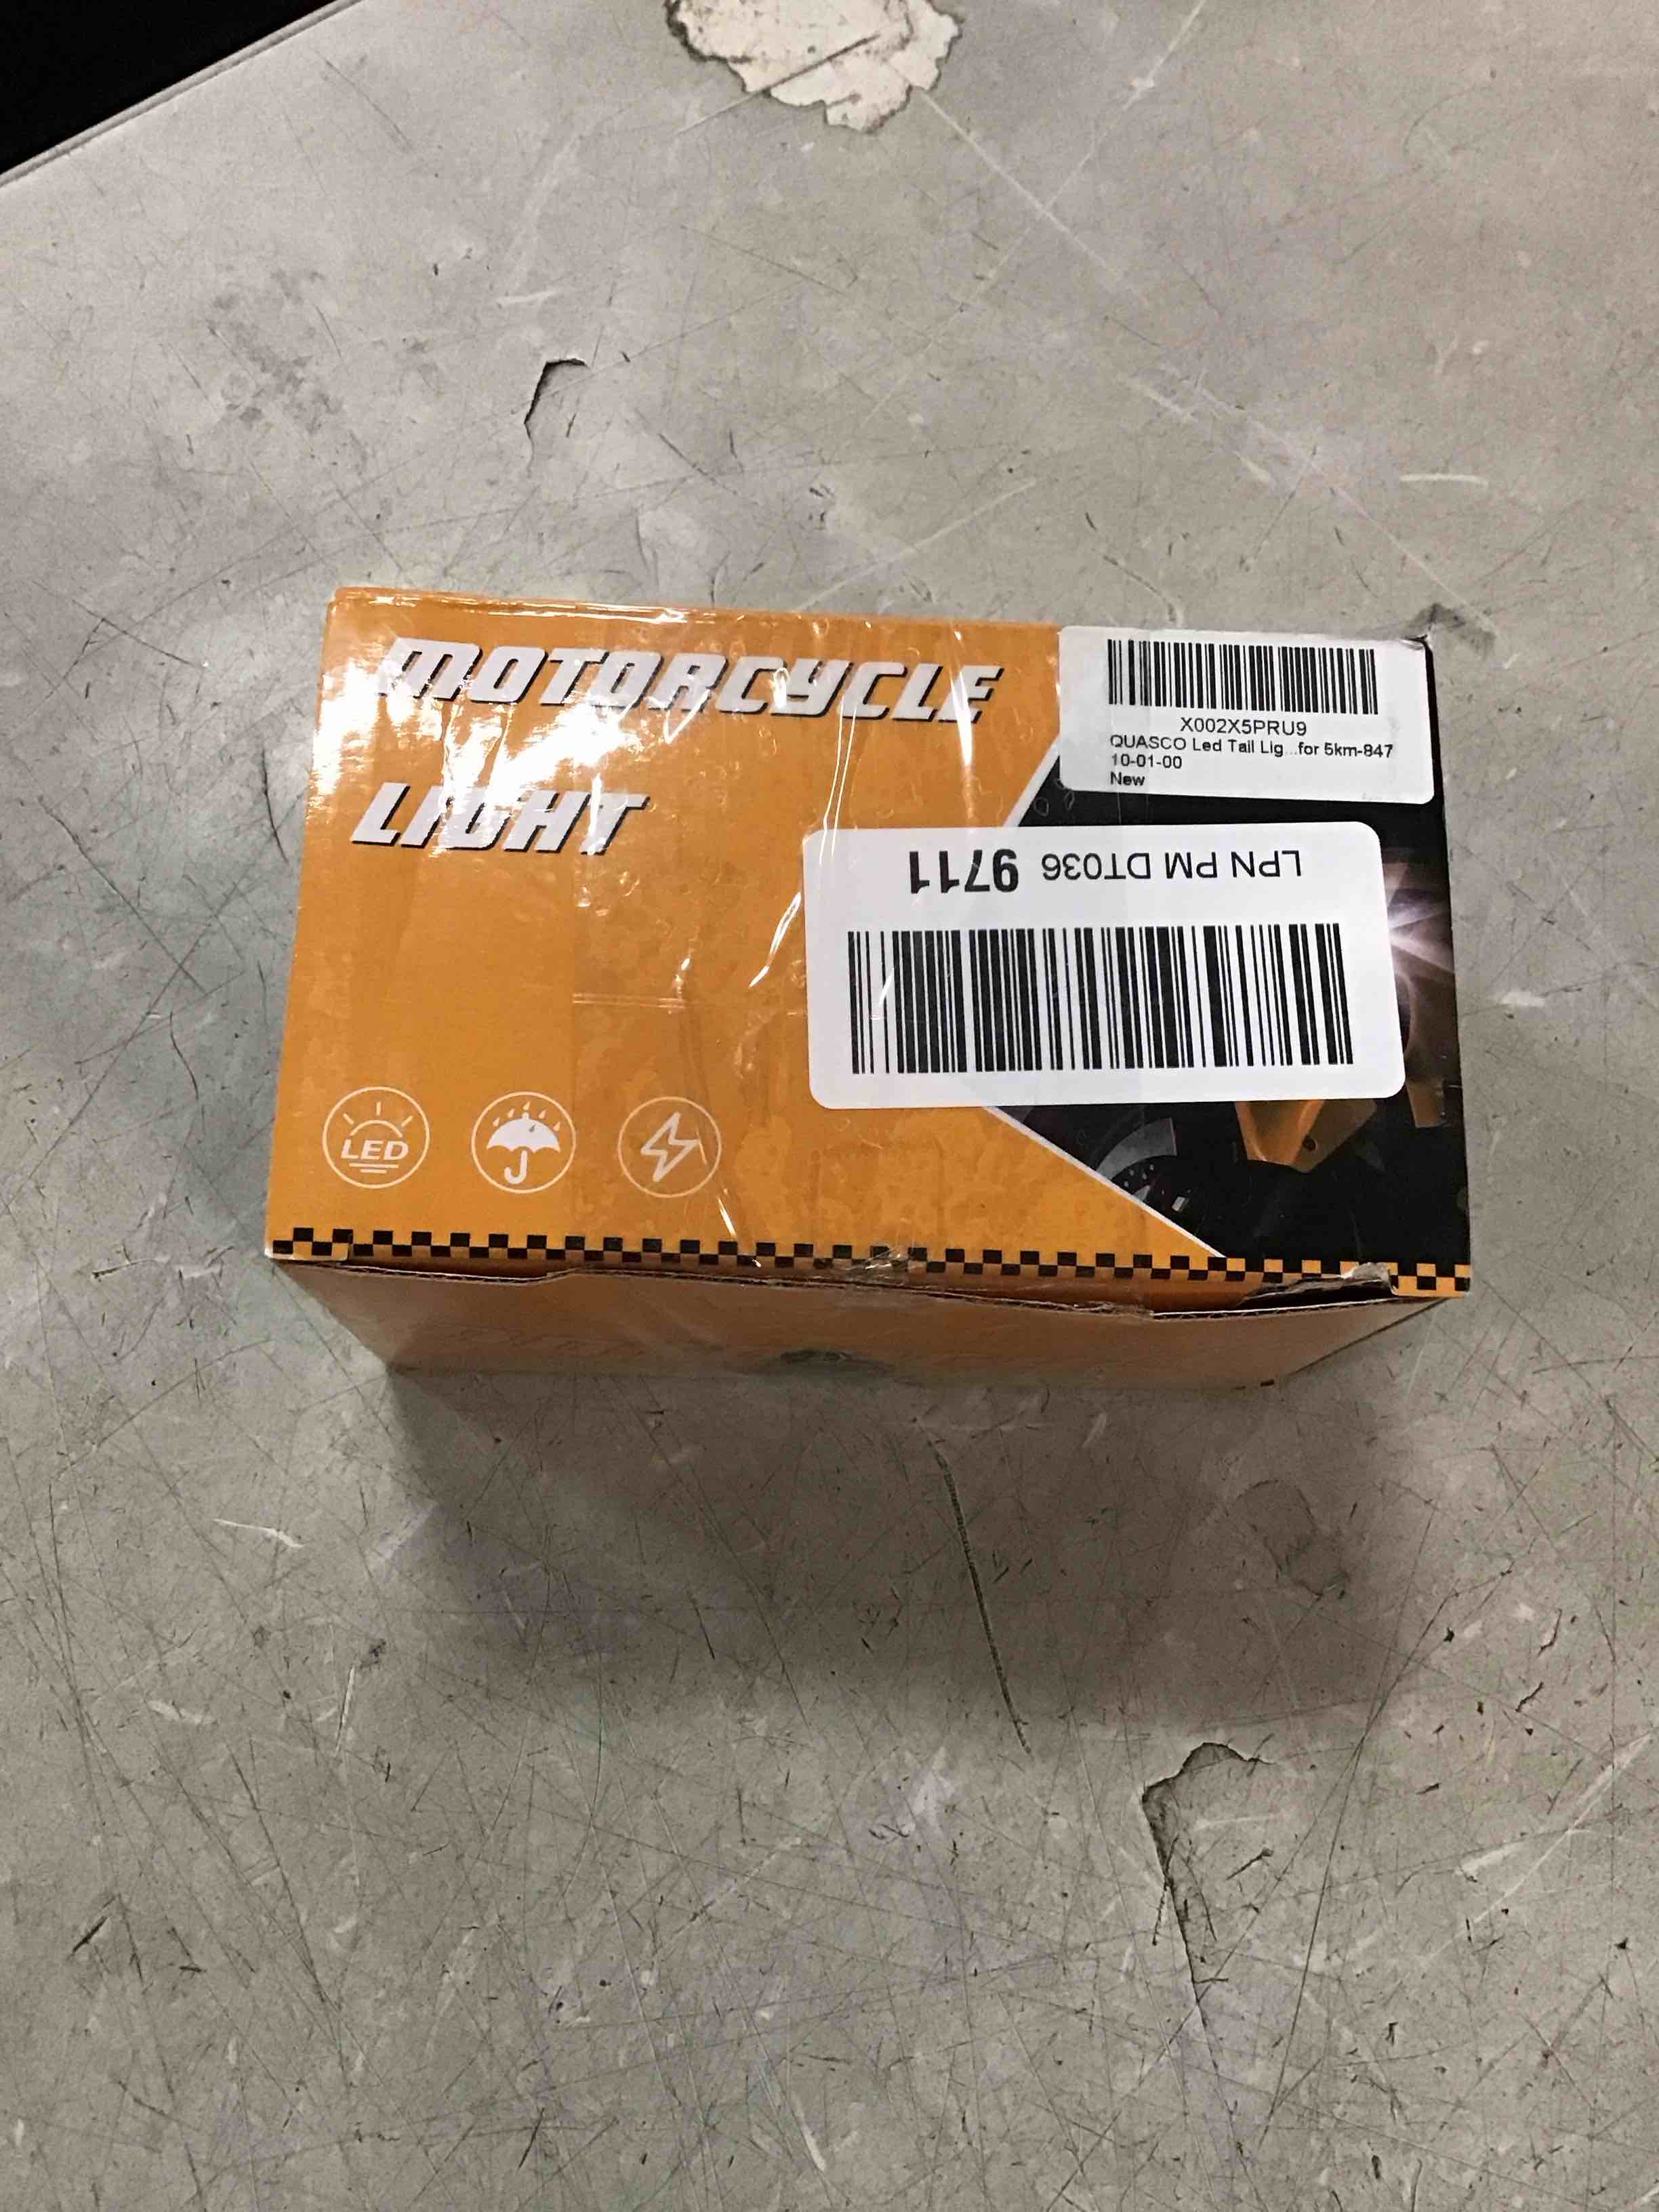 MOTORCYCLE
LIGHT
X002X5PRU9
QUASCO Led Tail Lig...for 5km-847
10-01-00
New
LPN PM DT036 9711
LED